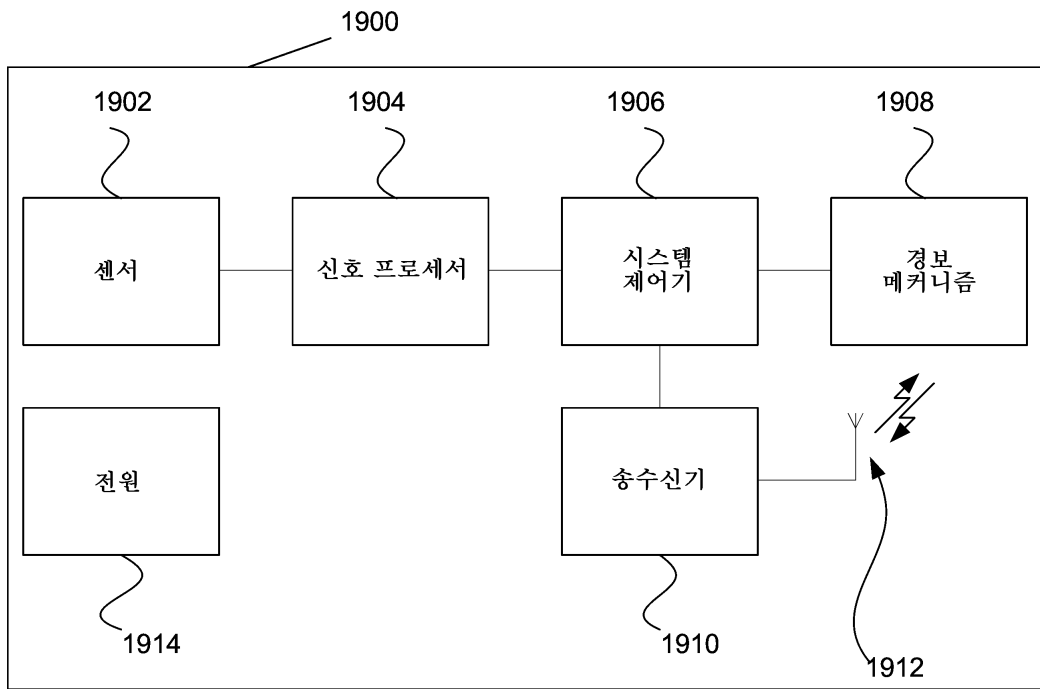 1900
1902
1904
1906
1908
센서
신호 프로세서
시스템
제어기
경보
메커니즘
전원
송수신기
1914
1910
1912